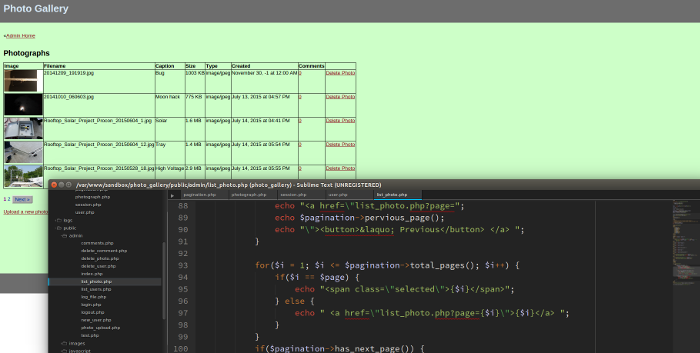 Photo Gallery
«Admin Home
Photographs
Image Filename Caption Size Type Created Comments
20141209_191919.jpg Bug 1003 KB image/jpeg November 30, -1 at 12:00 AM 0 Delete Photo
20141010_060603.jpg Moon hack 775 KB image/jpeg July 13, 2015 at 04:57 PM 0 Delete Photo
Rooftop_Solar_Project_Procon_20150604_1.jpg Solar 1.6 MB image/jpeg July 14, 2015 at 04:41 PM 0 Delete Photo
Rooftop_Solar_Project_Procon_20150604_12.jpg Tray 1.4 MB image/jpeg July 14, 2015 at 05:54 PM 0 Delete Photo
Rooftop_Solar_Project_Procon_20150528_16.jpg High Voltage 2.9 MB image/jpeg July 14, 2015 at 05:55 PM 0 Delete Photo
1 2 Next »
Upload a new photo
/var/www/sandbox/photo_gallery/public/admin/list_photo.php (photo_gallery) - Sublime Text (UNREGISTERED)
pagination.php photograph.php session.php user.php list_photo.php
photograph.php
session.php
user.php
logs
public
admin
comments.php
delete_comment.php
delete_photo.php
delete_user.php
index.php
list_photo.php
list_users.php
log_file.php
login.php
logout.php
new_user.php
photo_upload.php
test.php
images
javascript
88 echo "<a href=\"list_photo.php?page=";
89 echo $pagination->pervious_page();
90 echo "\"><button>&laquo; Previous</button> </a> ";
91 }
92
93 for($i = 1; $i <= $pagination->total_pages(); $i++) {
94 if($i == $page) {
95 echo "<span class=\"selected\">{$i}</span>";
96 } else {
97 echo " <a href=\"list_photo.php?page={$i}\">{$i}</a> ";
98 }
99 }
100 if($pagination->has_next_page()) {